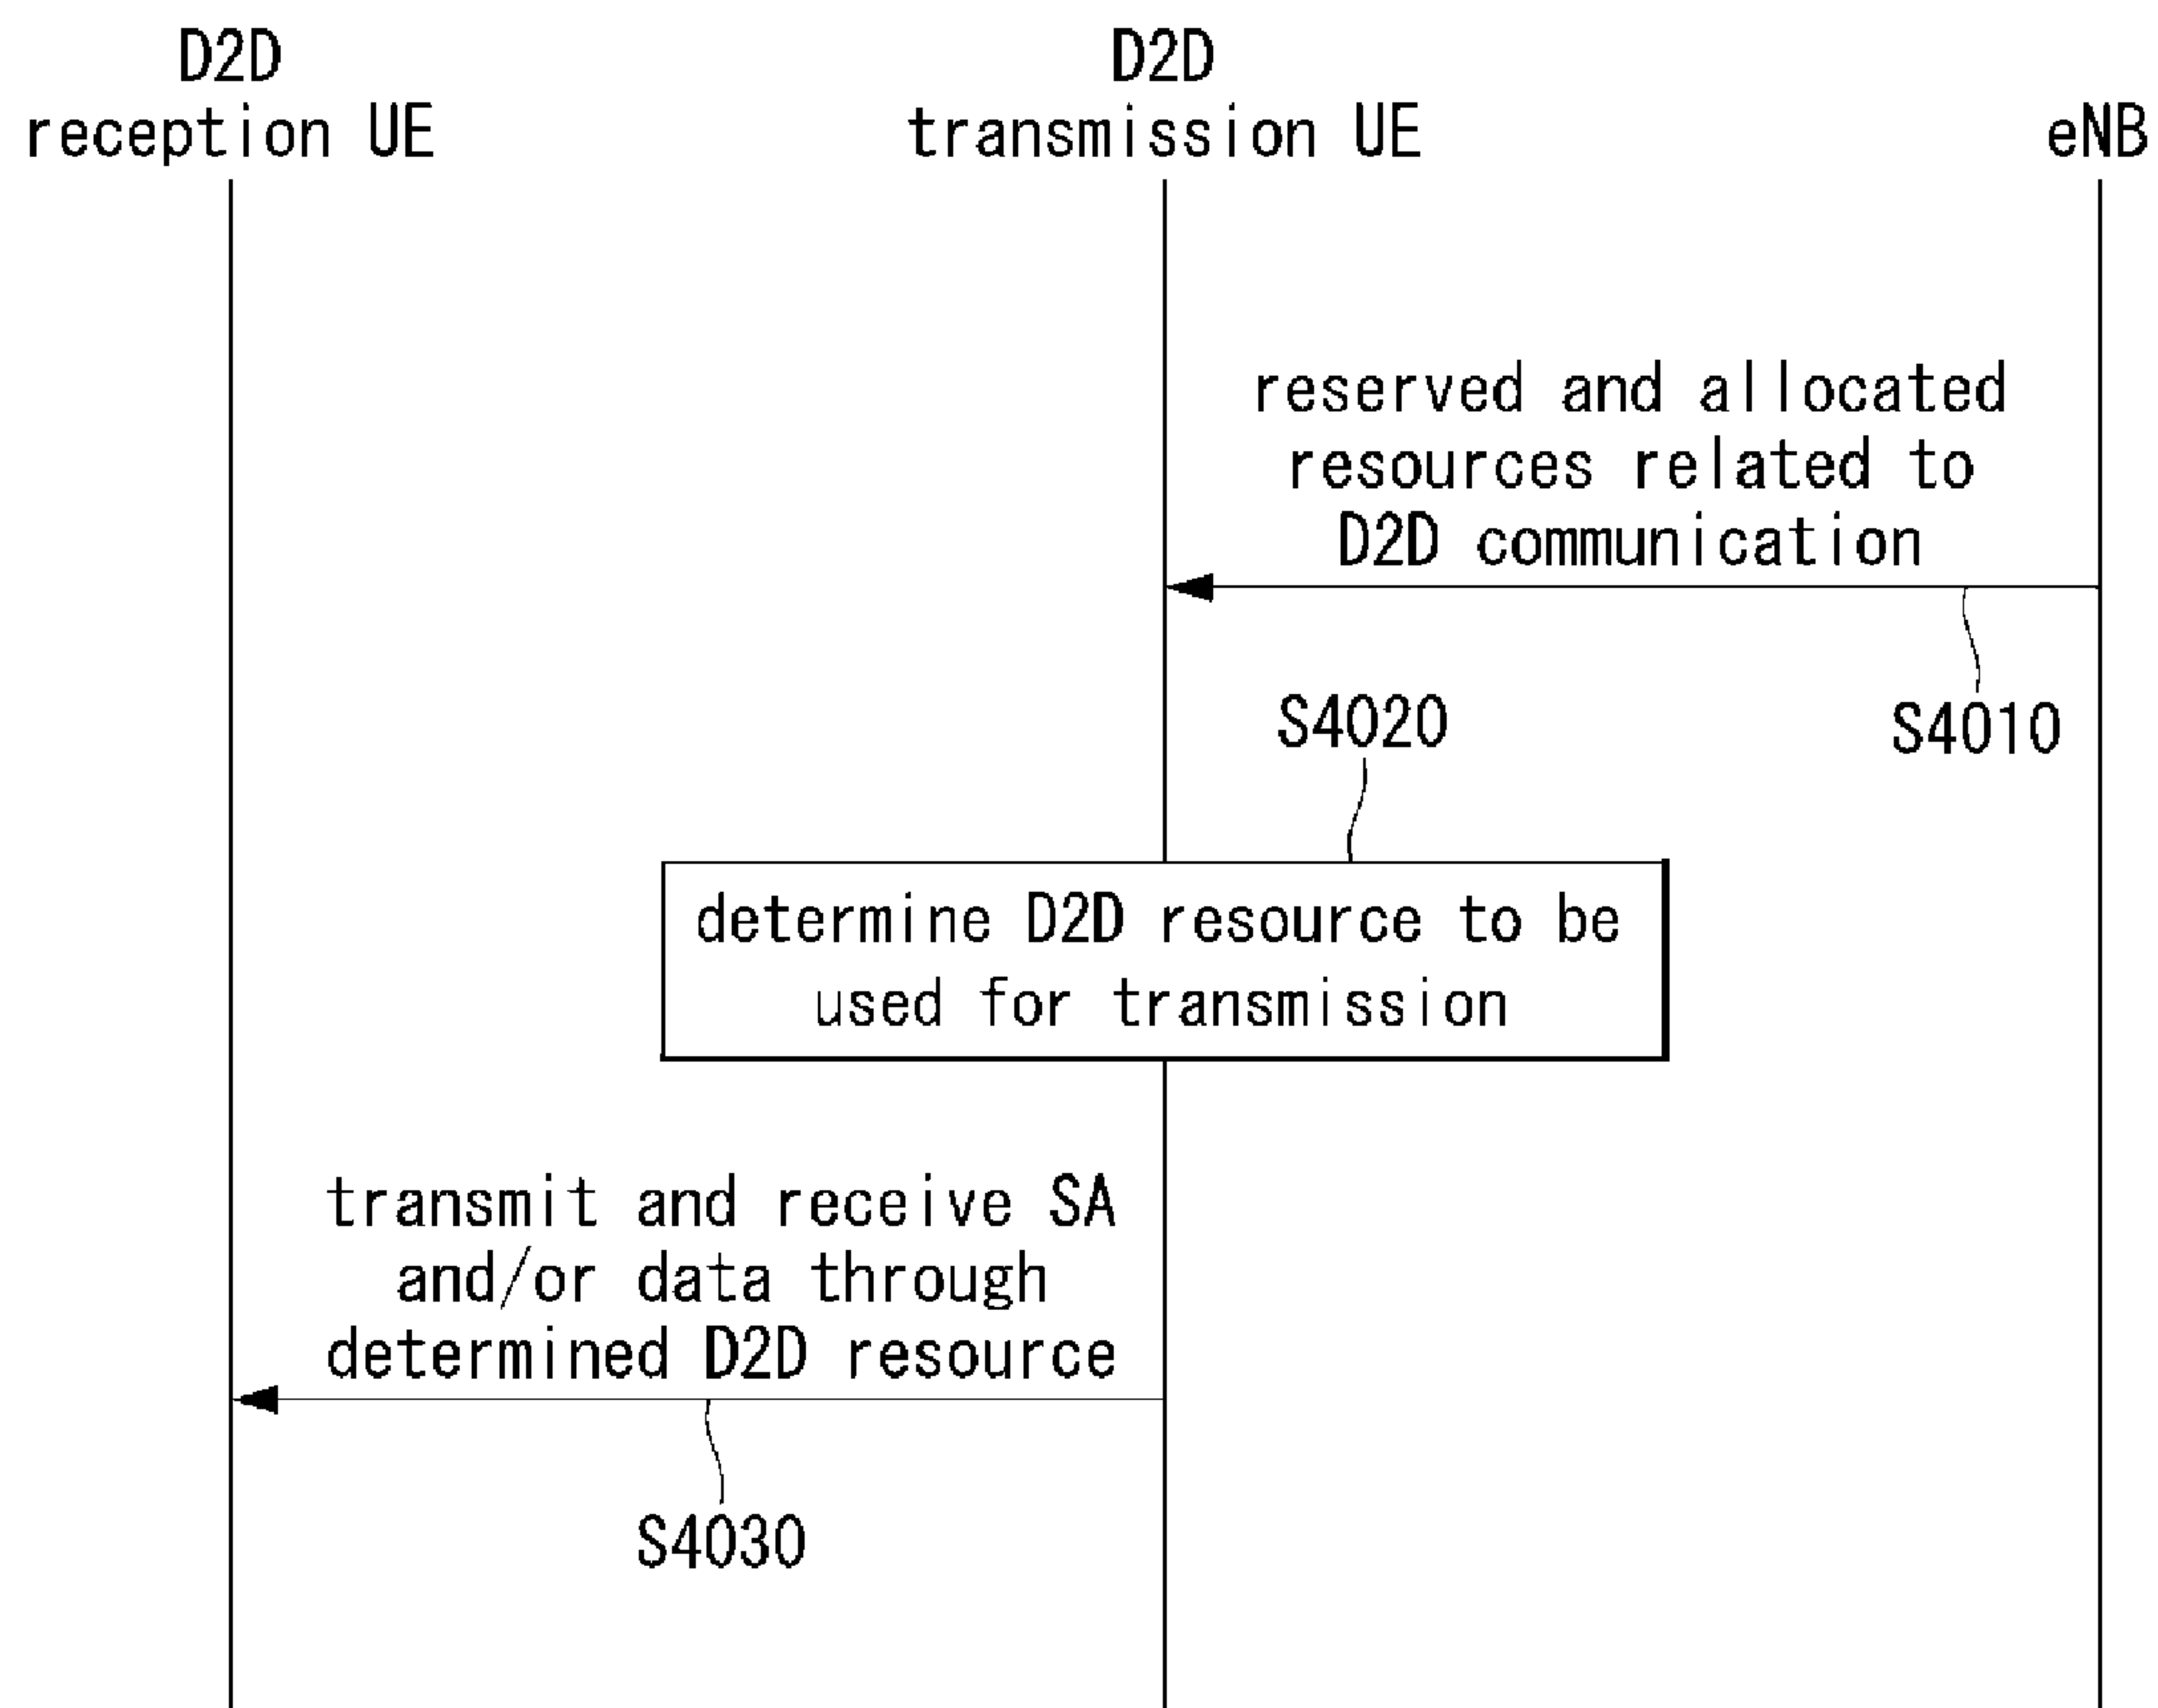 D2D
reception UE
D2D
transmission UE
eNB
reserved and allocated
resources related to
D2D communication
S4010
S4020
determine D2D resource to be
used for transmission
transmit and receive SA
and/or data through
determined D2D resource
S4030